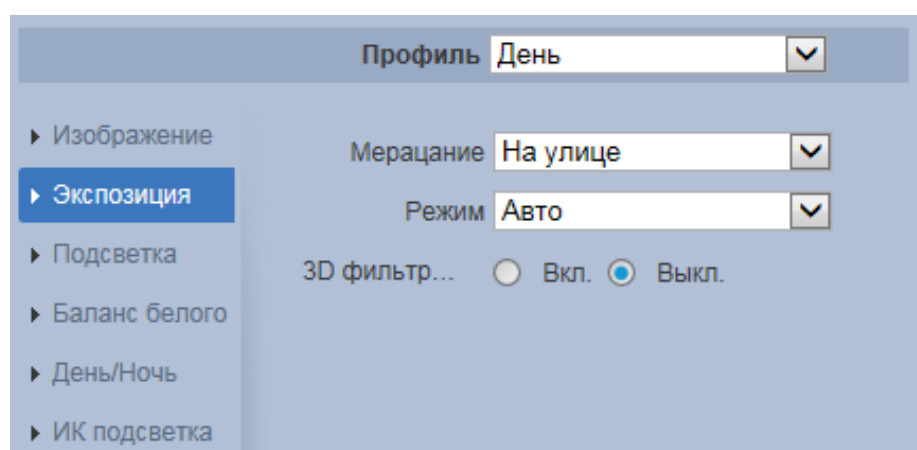 Профиль День
Изображение
Мерацание На улице
Экспозиция
Режим Авто
Подсветка
3D фильтр... Вкл. Выкл.
Баланс белого
День/Ночь
ИК подсветка